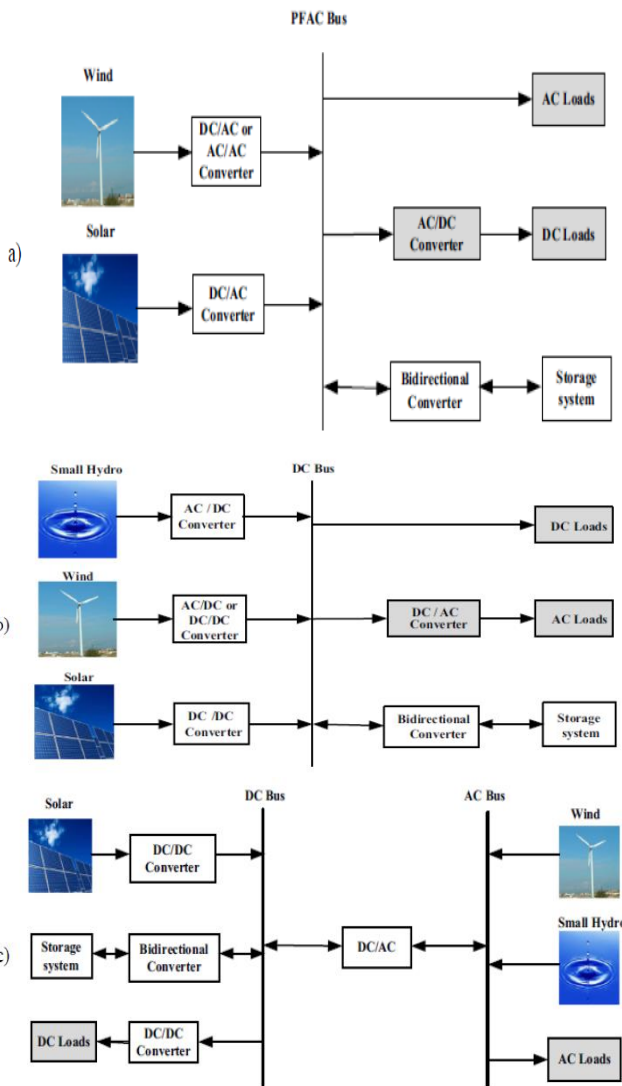 PFAC Bus
Wind
DC/AC or
AC/AC
Converter
AC Loads
a)
Solar
DC/AC
Converter
AC/DC
Converter
DC Loads
Bidirectional
Converter
Storage
system
Small Hydro
DC Bus
AC / DC
Converter
DC Loads
Wind
AC/DC or
DC/DC
Converter
DC / AC
Converter
AC Loads
Solar
DC /DC
Converter
Bidirectional
Converter
Storage
system
DC Bus
AC Bus
Solar
Wind
DC/DC
Converter
Storage
system
Bidirectional
Converter
DC/AC
Small Hydro
DC Loads
DC/DC
Converter
AC Loads